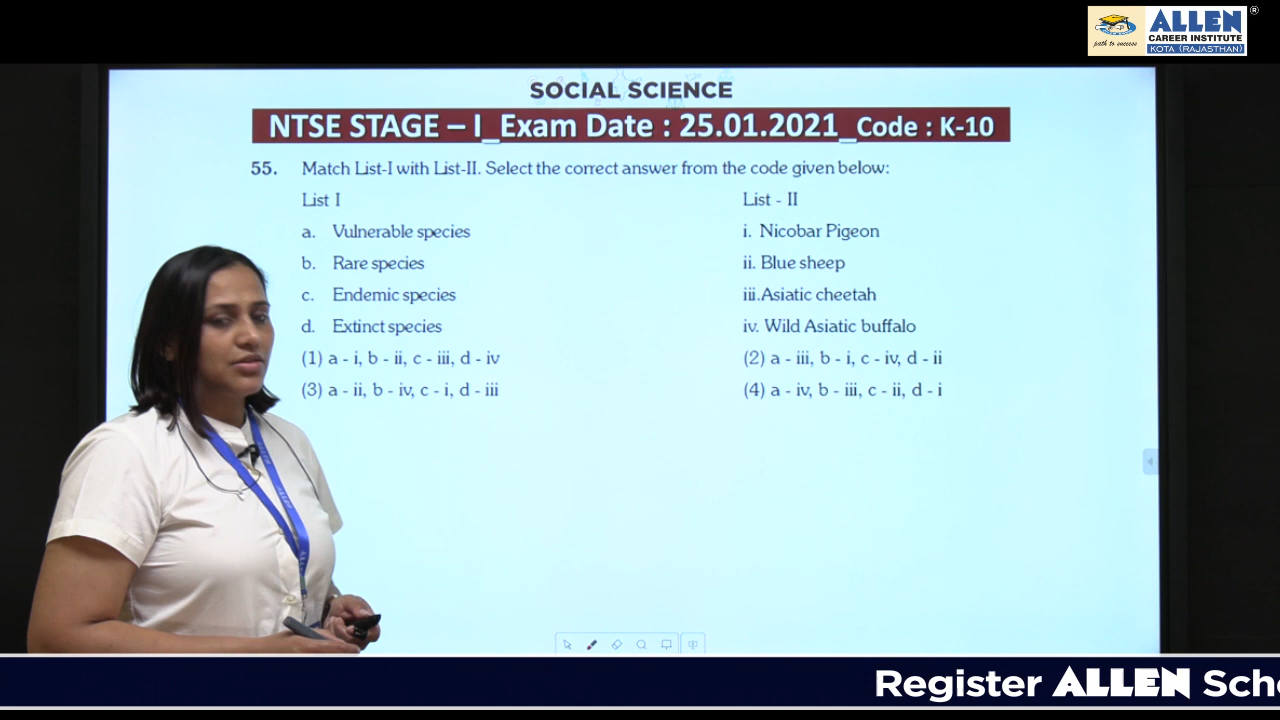 ALLEN ®
CAREER INSTITUTE
path to success
KOTA (RAJASTHAN)
SOCIAL SCIENCE
NTSE STAGE – I_Exam Date : 25.01.2021_Code : K-10
55. Match List-I with List-II. Select the correct answer from the code given below:
List I List - II
a. Vulnerable species i. Nicobar Pigeon
b. Rare species ii. Blue sheep
c. Endemic species iii.Asiatic cheetah
d. Extinct species iv. Wild Asiatic buffalo
(1) a - i, b - ii, c - iii, d - iv (2) a - iii, b - i, c - iv, d - ii
(3) a - ii, b - iv, c - i, d - iii (4) a - iv, b - iii, c - ii, d - i
Register ALLEN Sch